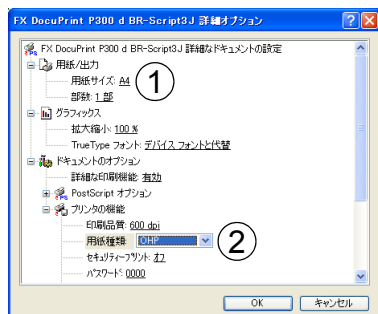 FX DocuPrint P300 d BR-Script3J 詳細オプション
FX DocuPrint P300 d BR-Script3J 詳細なドキュメントの設定
用紙/出力
用紙サイズ: A4
部数: 1 部
①
グラフィックス
拡大縮小: 100 %
TrueType フォント: デバイス フォントと代替
ドキュメントのオプション
詳細な印刷機能: 有効
PostScript オプション
プリンタの機能
印刷品質: 600 dpi
用紙種類: OHP
②
セキュリティープリント: オフ
パスワード: 0000
OK キャンセル